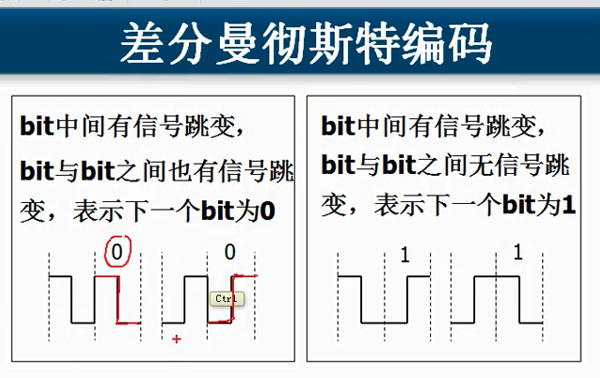 差分曼彻斯特编码
bit中间有信号跳变，
bit与bit之间也有信号跳
变，表示下一个bit为0
0
0
Ctrl
bit中间有信号跳变，
bit与bit之间无信号跳
变，表示下一个bit为1
1
1